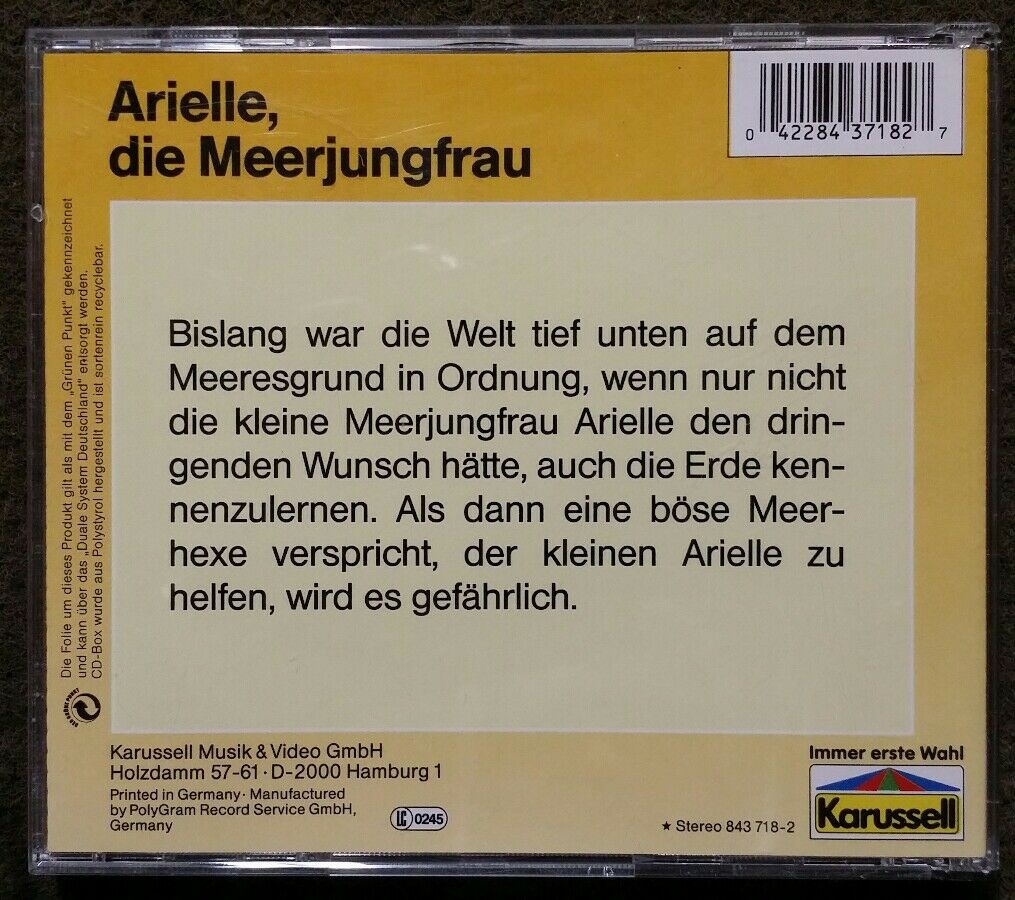 Arielle,
die Meerjungfrau
0 42284 37182 7
Bislang war die Welt tief unten auf dem
Meeresgrund in Ordnung, wenn nur nicht
die kleine Meerjungfrau Arielle den drin-
genden Wunsch hätte, auch die Erde ken-
nenzulernen. Als dann eine böse Meer-
hexe verspricht, der kleinen Arielle zu
helfen, wird es gefährlich.
Die Folie um dieses Produkt gilt als mit dem „Grünen Punkt" gekennzeichnet
und kann über das „Duale System Deutschland" entsorgt werden.
CD-Box wurde aus Polystyrol hergestellt und ist sortenrein recyclebar.
DER GRÜNE PUNKT
Karussell Musik & Video GmbH
Holzdamm 57-61 · D-2000 Hamburg 1
Printed in Germany · Manufactured
by PolyGram Record Service GmbH,
Germany
LC 0245
★ Stereo 843 718-2
Immer erste Wahl
Karussell